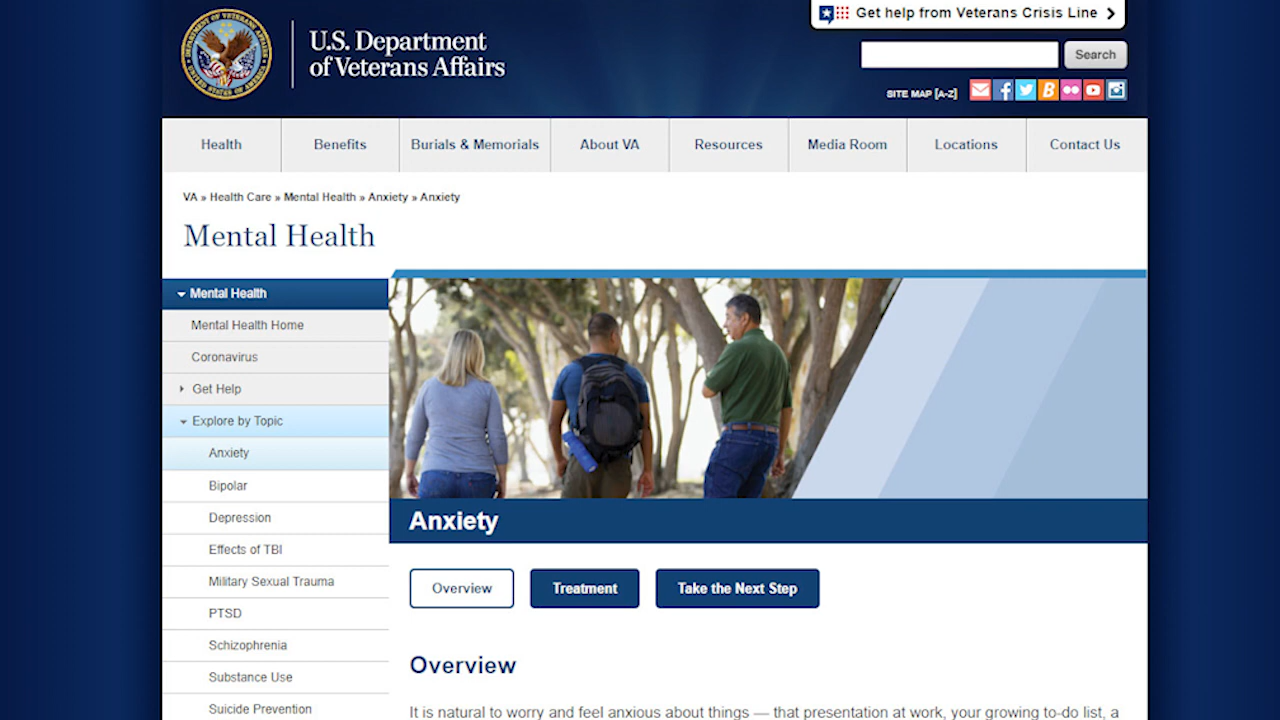 Get help from Veterans Crisis Line
U.S. Department
of Veterans Affairs
Search
SITE MAP [A-Z]
Health
Benefits
Burials & Memorials
About VA
Resources
Media Room
Locations
Contact Us
VA » Health Care » Mental Health » Anxiety » Anxiety
Mental Health
Mental Health
Mental Health Home
Coronavirus
Get Help
Explore by Topic
Anxiety
Bipolar
Depression
Effects of TBI
Military Sexual Trauma
PTSD
Schizophrenia
Substance Use
Suicide Prevention
Anxiety
Overview
Treatment
Take the Next Step
Overview
It is natural to worry and feel anxious about things — that presentation at work, your growing to-do list, a